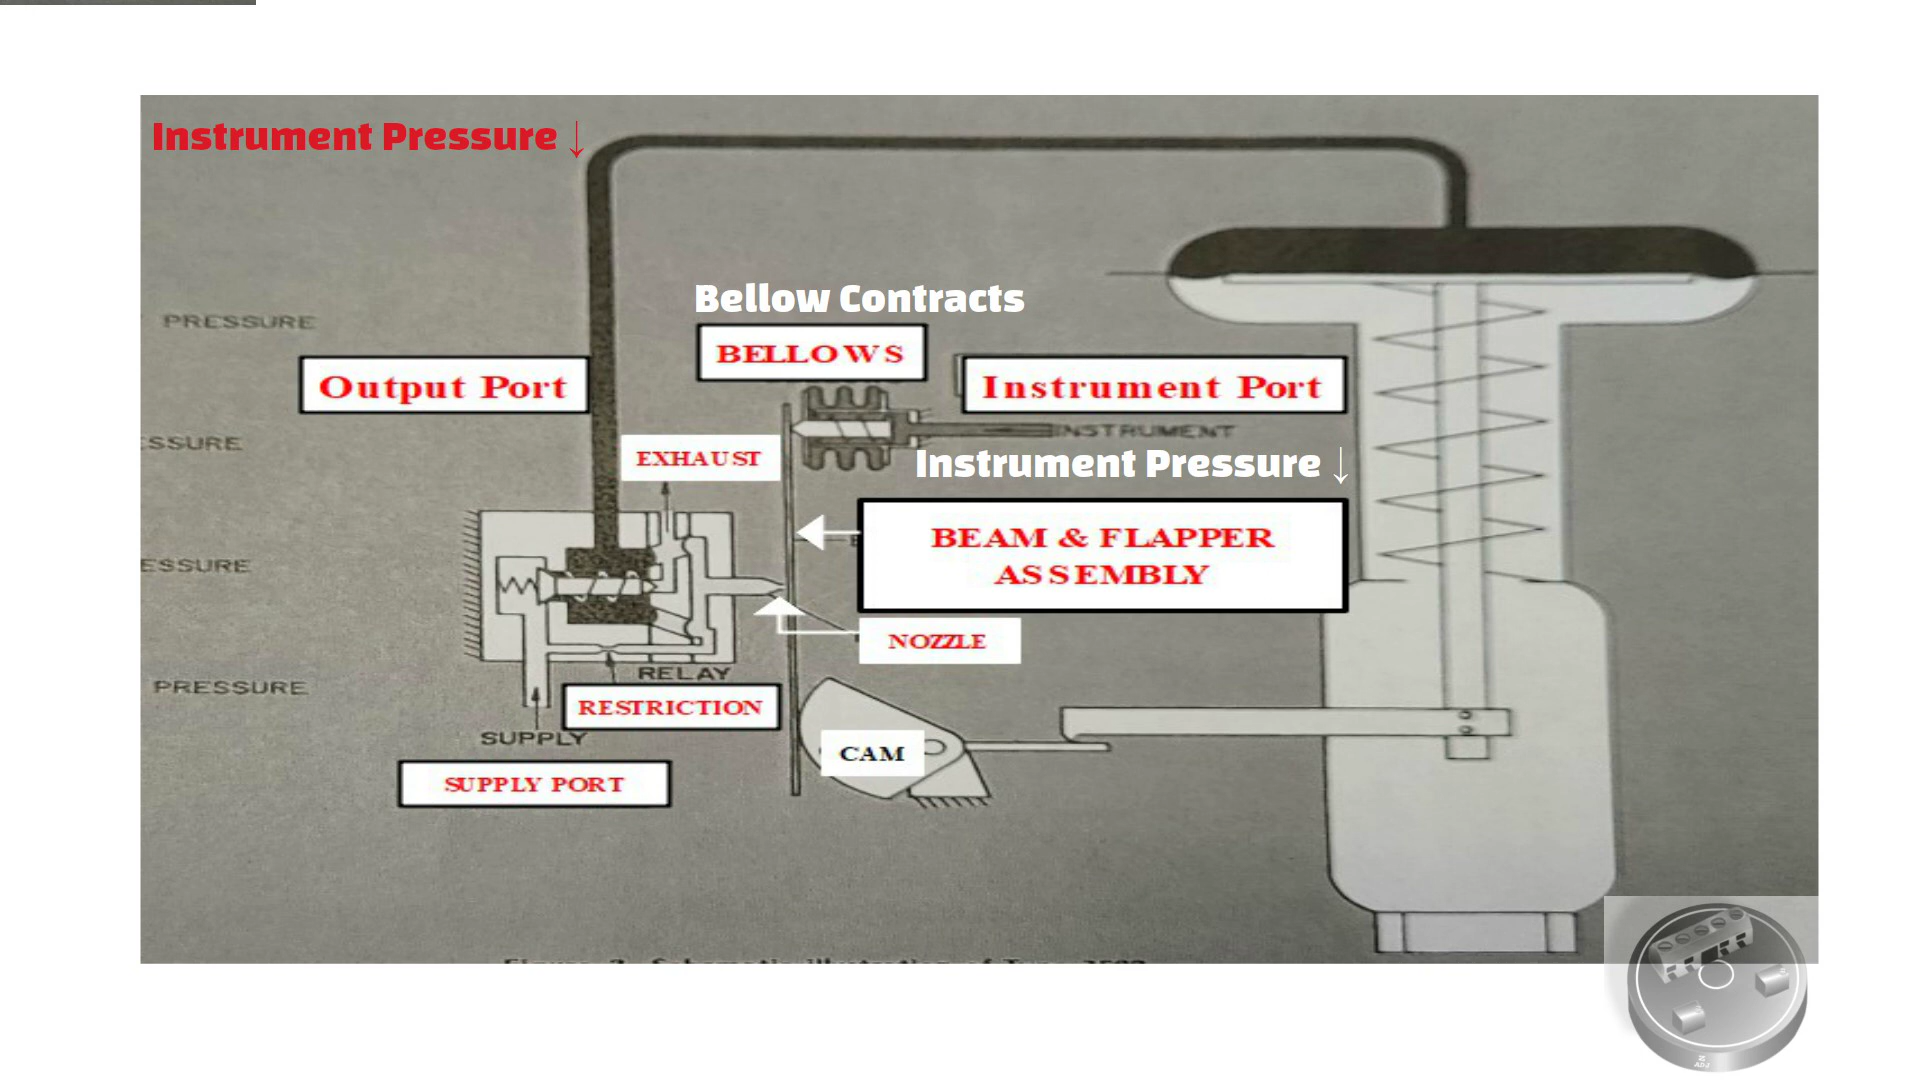 Instrument Pressure ↓
Bellow Contracts
PRESSURE
BELLOWS
Output Port
Instrument Port
INSTRUMENT
ESSURE
EXHAUST
Instrument Pressure ↓
BEAM & FLAPPER
ASSEMBLY
ESSURE
NOZZLE
RELAY
PRESSURE
RESTRICTION
SUPPLY
CAM
SUPPLY PORT